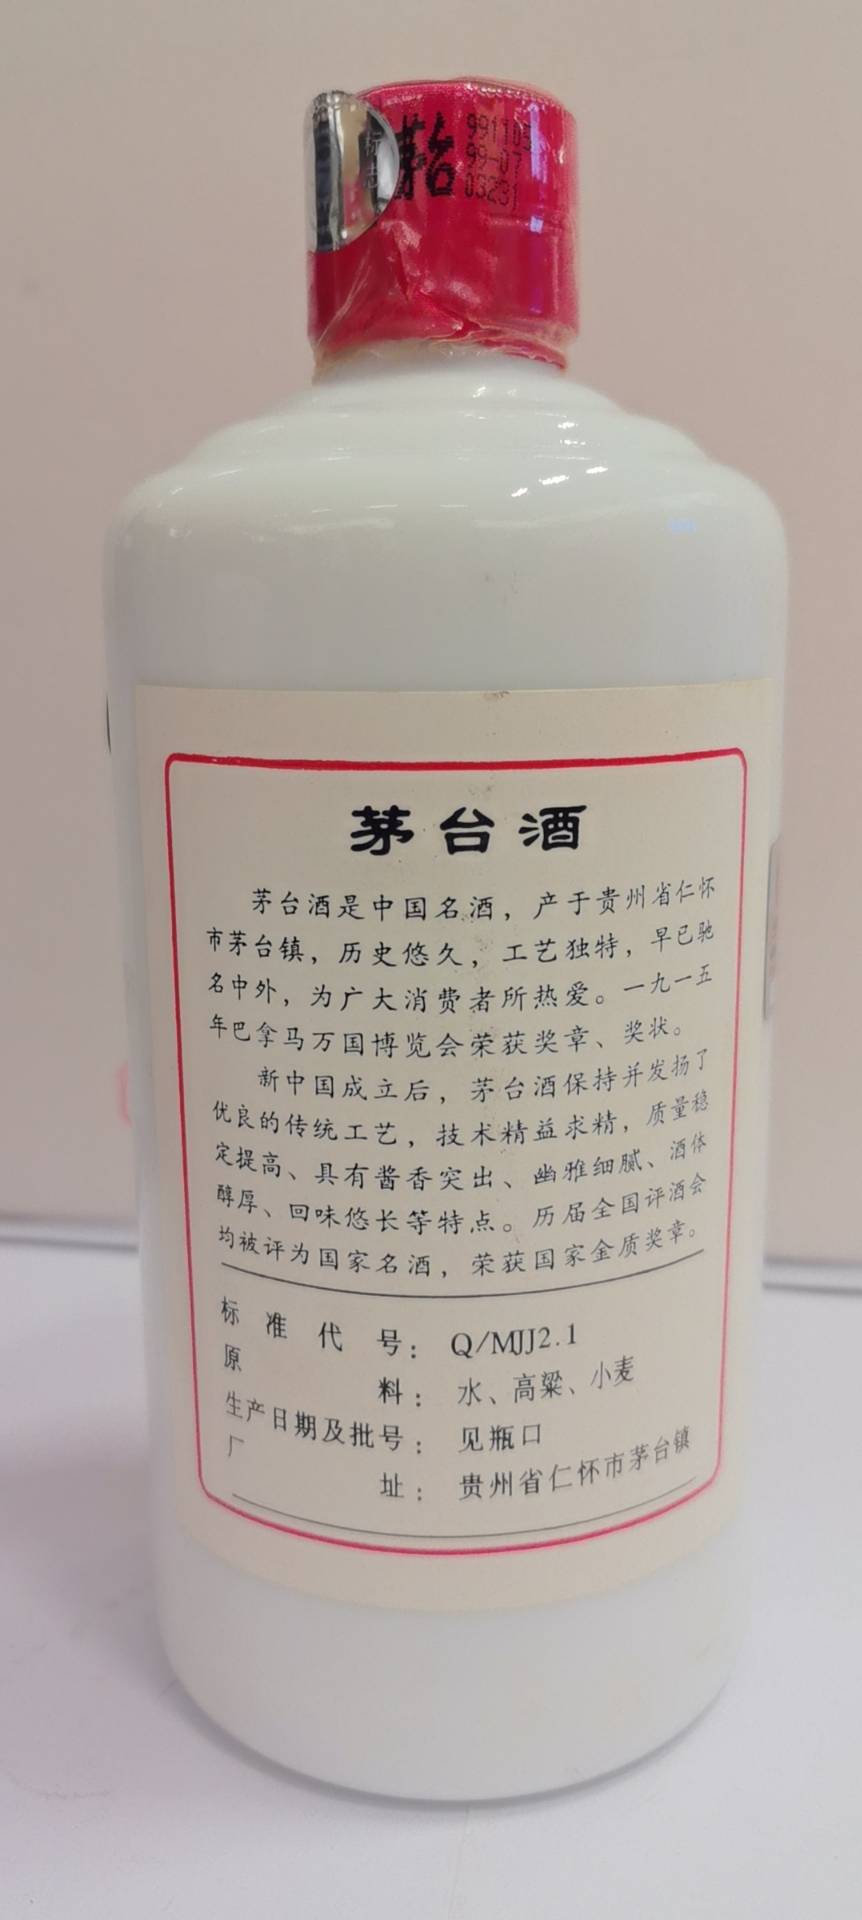 标
志
茅台
991105
99-07
03291
茅台酒
茅台酒是中国名酒，产于贵州省仁怀
市茅台镇，历史悠久，工艺独特，早已驰
名中外，为广大消费者所热爱。一九一五
年巴拿马万国博览会荣获奖章、奖状。
新中国成立后，茅台酒保持并发扬了
优良的传统工艺，技术精益求精，质量稳
定提高、具有酱香突出、幽雅细腻、酒体
醇厚、回味悠长等特点。历届全国评酒会
均被评为国家名酒，荣获国家金质奖章。
标准代号：Q/MJJ2.1
原料：水、高粱、小麦
生产日期及批号：见瓶口
厂址：贵州省仁怀市茅台镇